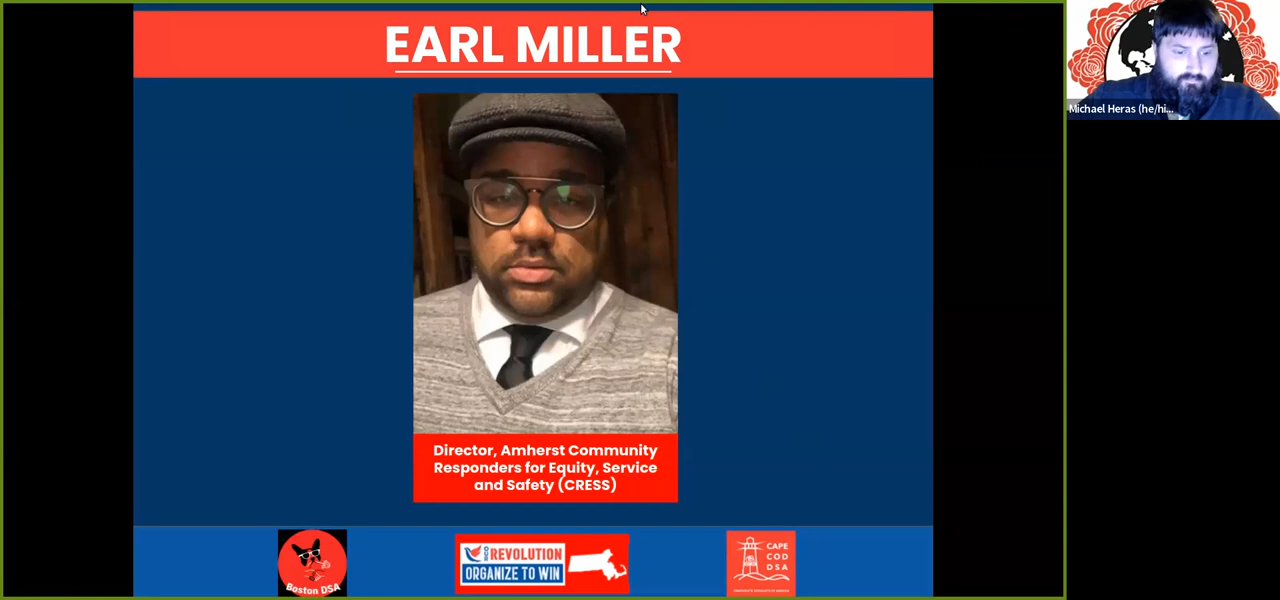 EARL MILLER
Michael Heras (he/hi...
Director, Amherst Community
Responders for Equity, Service
and Safety (CRESS)
Boston DSA
OUR REVOLUTION
ORGANIZE TO WIN
CAPE
COD
DSA